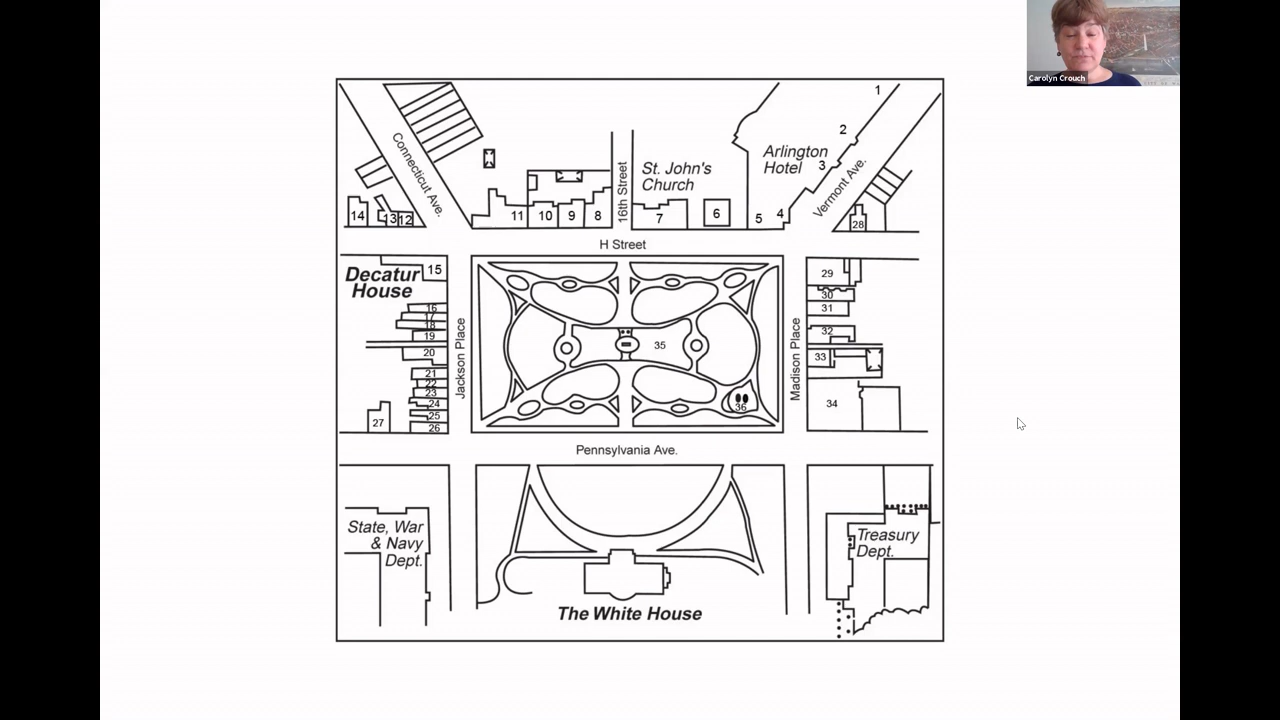 Carolyn Crouch
1
2
3
4
5
6
7
8
9
10
11
12
13
14
Connecticut Ave.
16th Street
St. John's
Church
Arlington
Hotel
Vermont Ave.
28
H Street
15
Decatur
House
16
17
18
19
20
21
22
23
24
25
26
27
Jackson Place
35
36
Madison Place
29
30
31
32
33
34
Pennsylvania Ave.
State, War
& Navy
Dept.
The White House
Treasury
Dept.